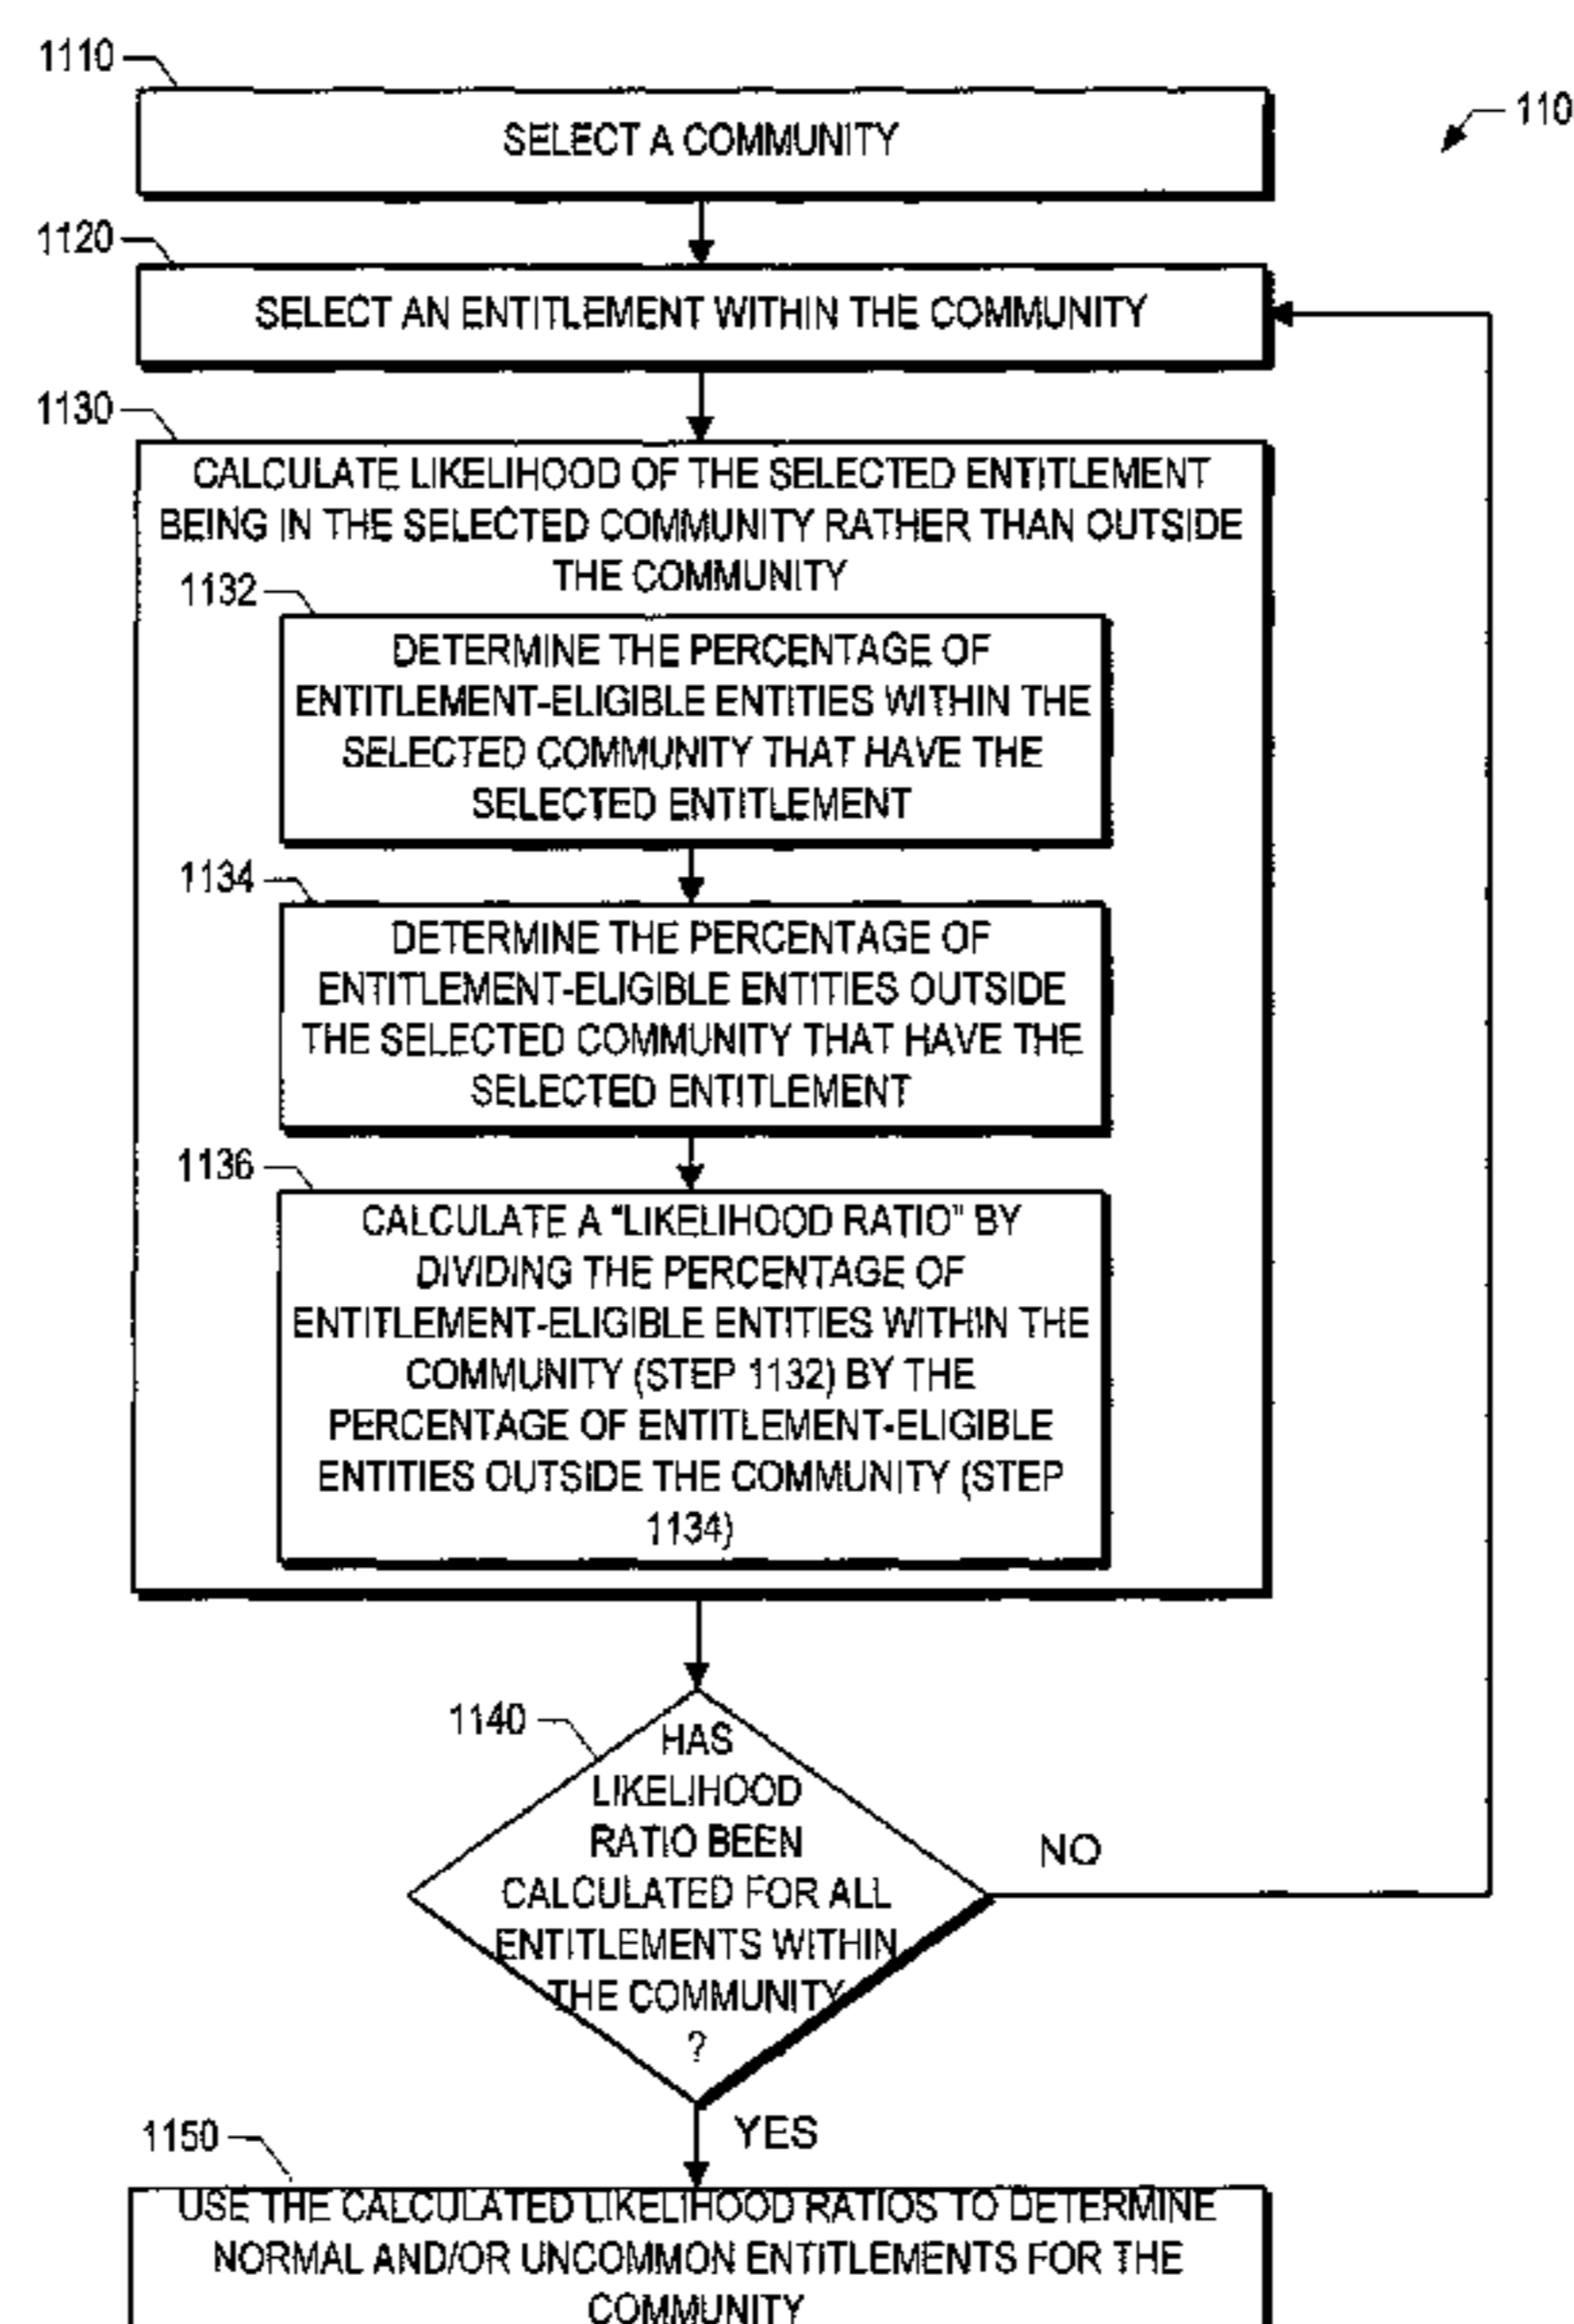 1110
110
SELECT A COMMUNITY
1120
SELECT AN ENTITLEMENT WITHIN THE COMMUNITY
1130
CALCULATE LIKELIHOOD OF THE SELECTED ENTITLEMENT
BEING IN THE SELECTED COMMUNITY RATHER THAN OUTSIDE
THE COMMUNITY
1132
DETERMINE THE PERCENTAGE OF
ENTITLEMENT-ELIGIBLE ENTITIES WITHIN THE
SELECTED COMMUNITY THAT HAVE THE
SELECTED ENTITLEMENT
1134
DETERMINE THE PERCENTAGE OF
ENTITLEMENT-ELIGIBLE ENTITIES OUTSIDE
THE SELECTED COMMUNITY THAT HAVE THE
SELECTED ENTITLEMENT
1136
CALCULATE A "LIKELIHOOD RATIO" BY
DIVIDING THE PERCENTAGE OF
ENTITLEMENT-ELIGIBLE ENTITIES WITHIN THE
COMMUNITY (STEP 1132) BY THE
PERCENTAGE OF ENTITLEMENT-ELIGIBLE
ENTITIES OUTSIDE THE COMMUNITY (STEP
1134)
1140
HAS
LIKELIHOOD
RATIO BEEN
CALCULATED FOR ALL
ENTITLEMENTS WITHIN
THE COMMUNITY
?
NO
YES
1150
USE THE CALCULATED LIKELIHOOD RATIOS TO DETERMINE
NORMAL AND/OR UNCOMMON ENTITLEMENTS FOR THE
COMMUNITY